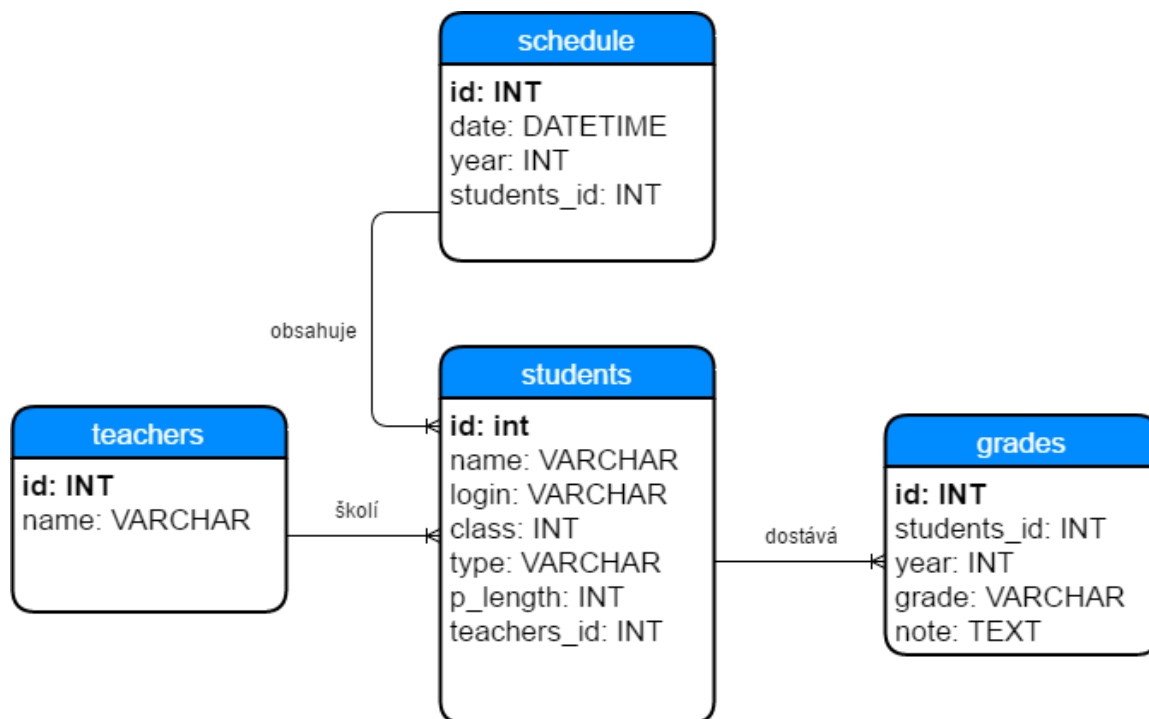 schedule
id: INT
date: DATETIME
year: INT
students_id: INT
obsahuje
students
id: int
name: VARCHAR
login: VARCHAR
class: INT
type: VARCHAR
p_length: INT
teachers_id: INT
teachers
id: INT
name: VARCHAR
školí
dostává
grades
id: INT
students_id: INT
year: INT
grade: VARCHAR
note: TEXT